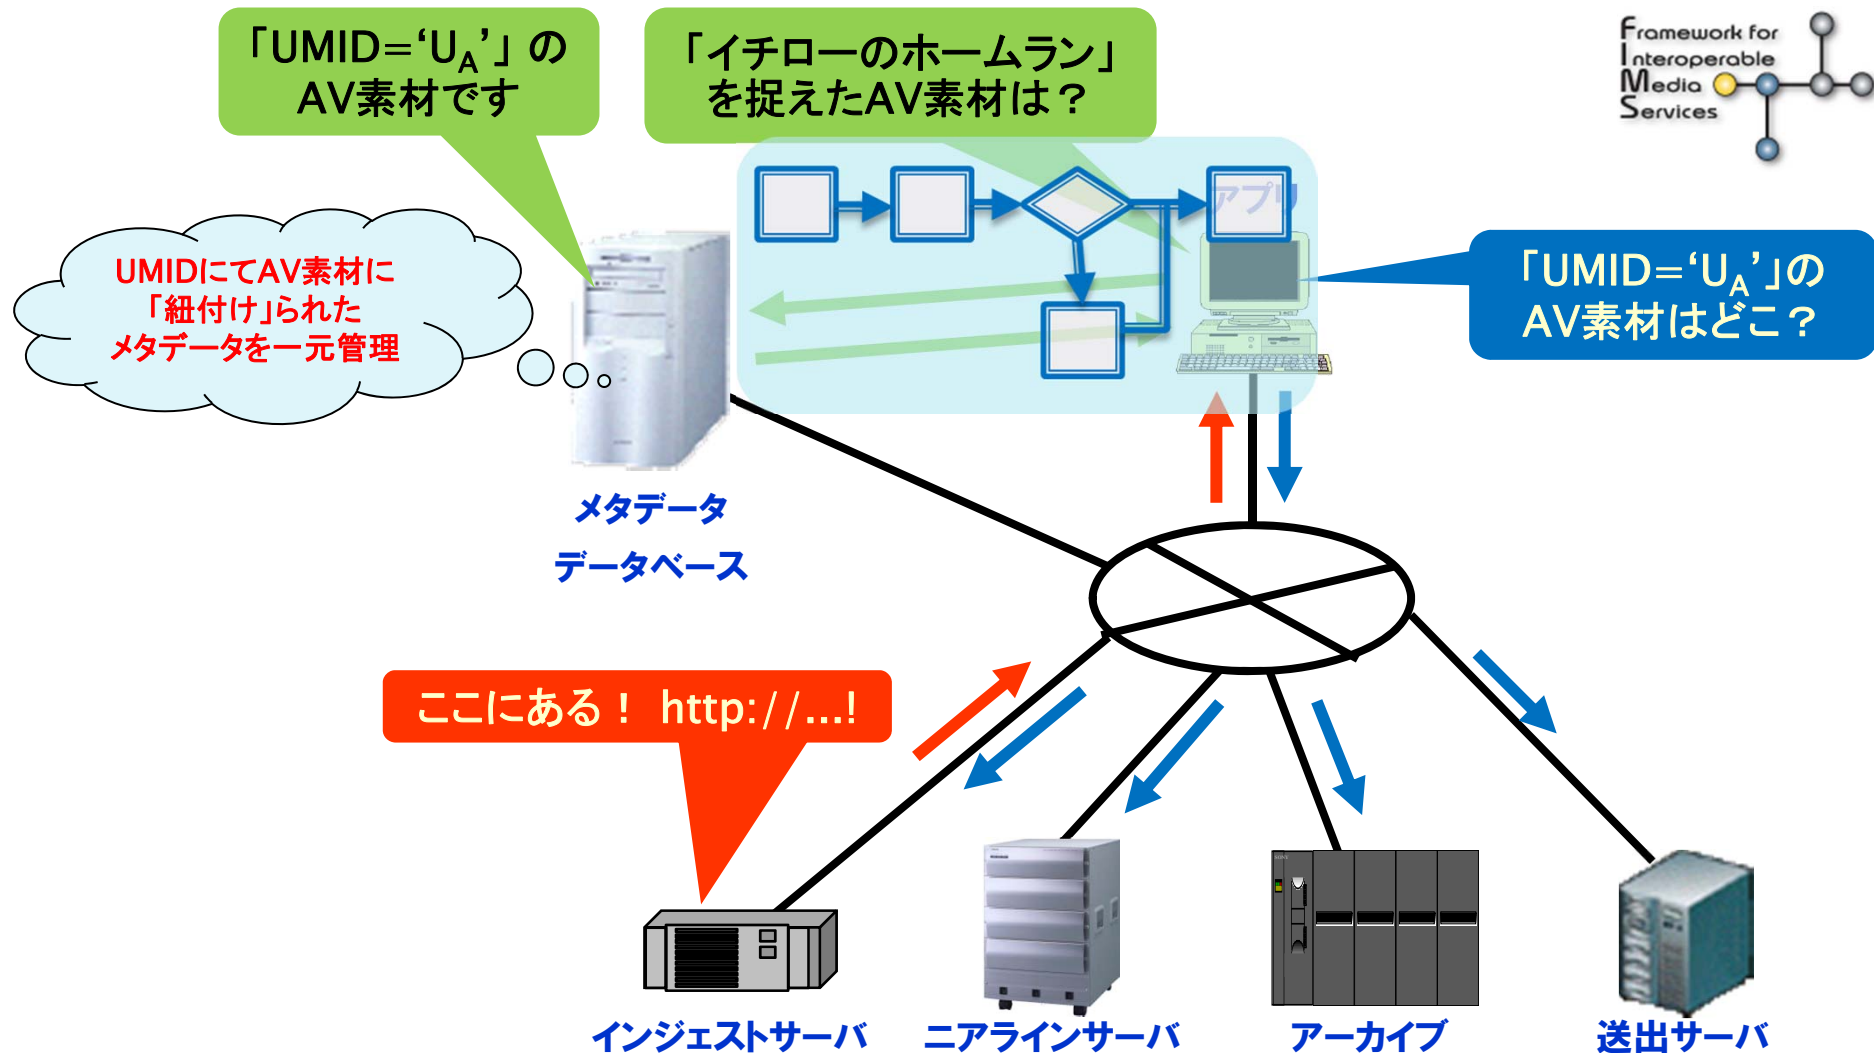 「UMID=‘UA’」 の
AV素材です
「イチローのホームラン」
を捉えたAV素材は？
Framework for
Interoperable
Media
Services
アプリ
UMIDにてAV素材に
「紐付け」られた
メタデータを一元管理
「UMID=‘UA’」の
AV素材はどこ？
メタデータ
データベース
ここにある！ http://...!
インジェストサーバ
ニアラインサーバ
アーカイブ
送出サーバ